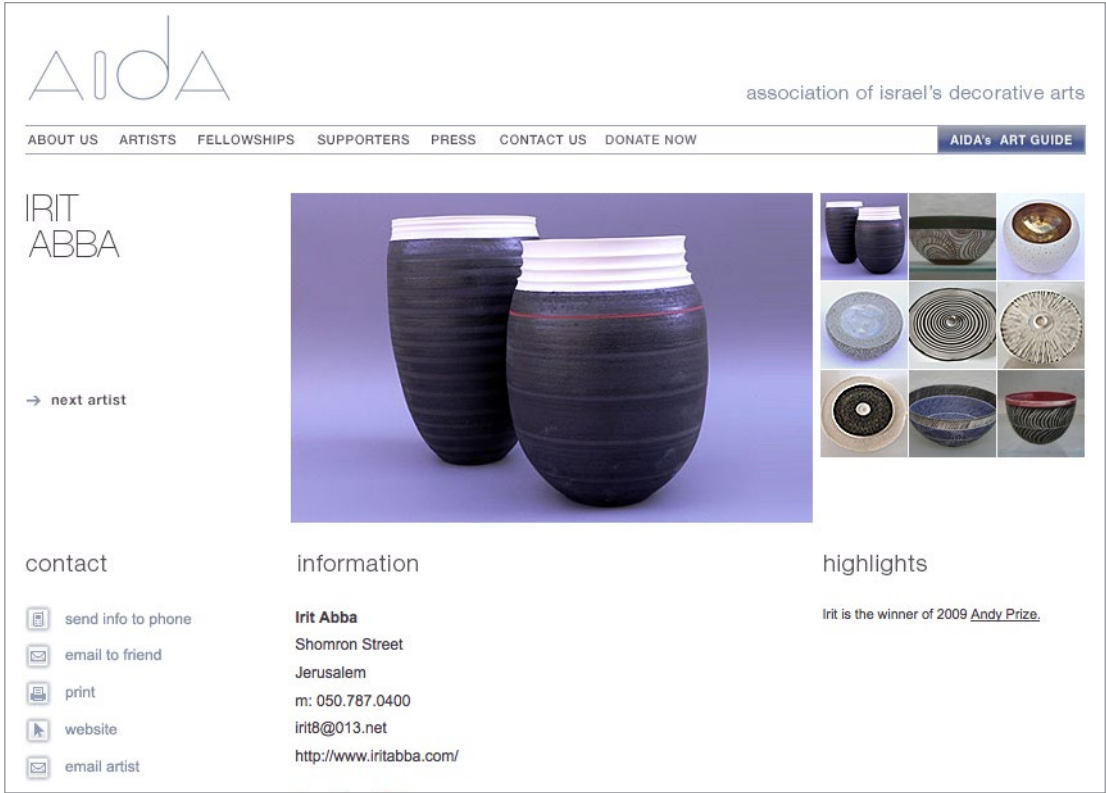 AIdA
association of israel's decorative arts
ABOUT US ARTISTS FELLOWSHIPS SUPPORTERS PRESS CONTACT US DONATE NOW AIDA's ART GUIDE
IRIT
ABBA
→ next artist
contact
send info to phone
email to friend
print
website
email artist
information
Irit Abba
Shomron Street
Jerusalem
m: 050.787.0400
irit8@013.net
http://www.iritabba.com/
highlights
Irit is the winner of 2009 Andy Prize.